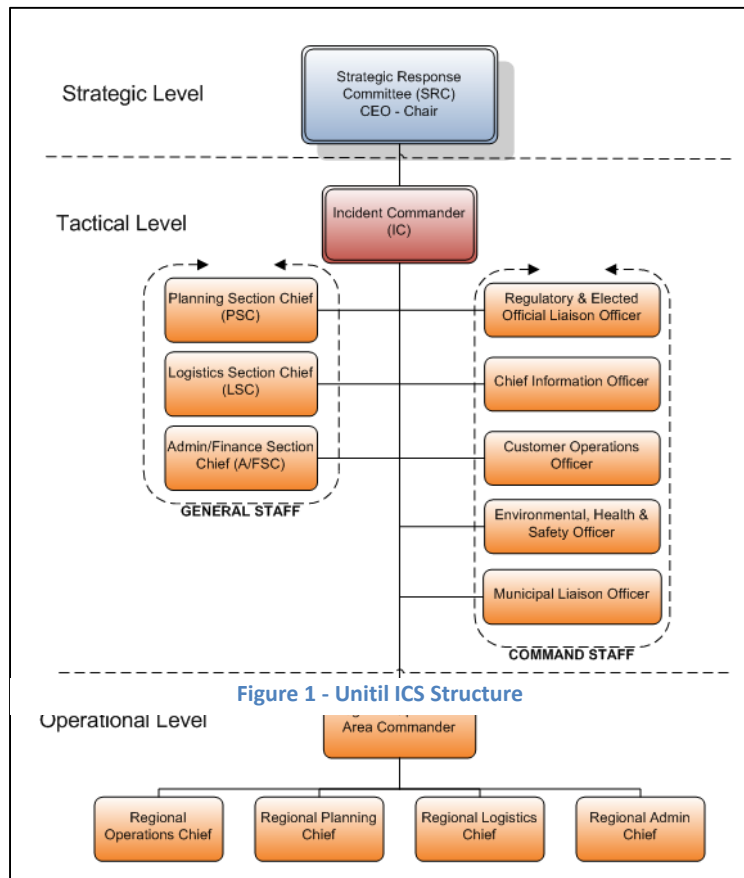 Strategic Level
Strategic Response
Committee (SRC)
CEO - Chair
Tactical Level
Incident Commander
(IC)
Planning Section Chief
(PSC)
Logistics Section Chief
(LSC)
Admin/Finance Section
Chief (A/FSC)
GENERAL STAFF
Regulatory & Elected
Official Liaison Officer
Chief Information Officer
Customer Operations
Officer
Environmental, Health &
Safety Officer
Municipal Liaison Officer
COMMAND STAFF
Figure 1 - Unitil ICS Structure
Operational Level
Area Commander
Regional
Operations Chief
Regional Planning
Chief
Regional Logistics
Chief
Regional Admin
Chief